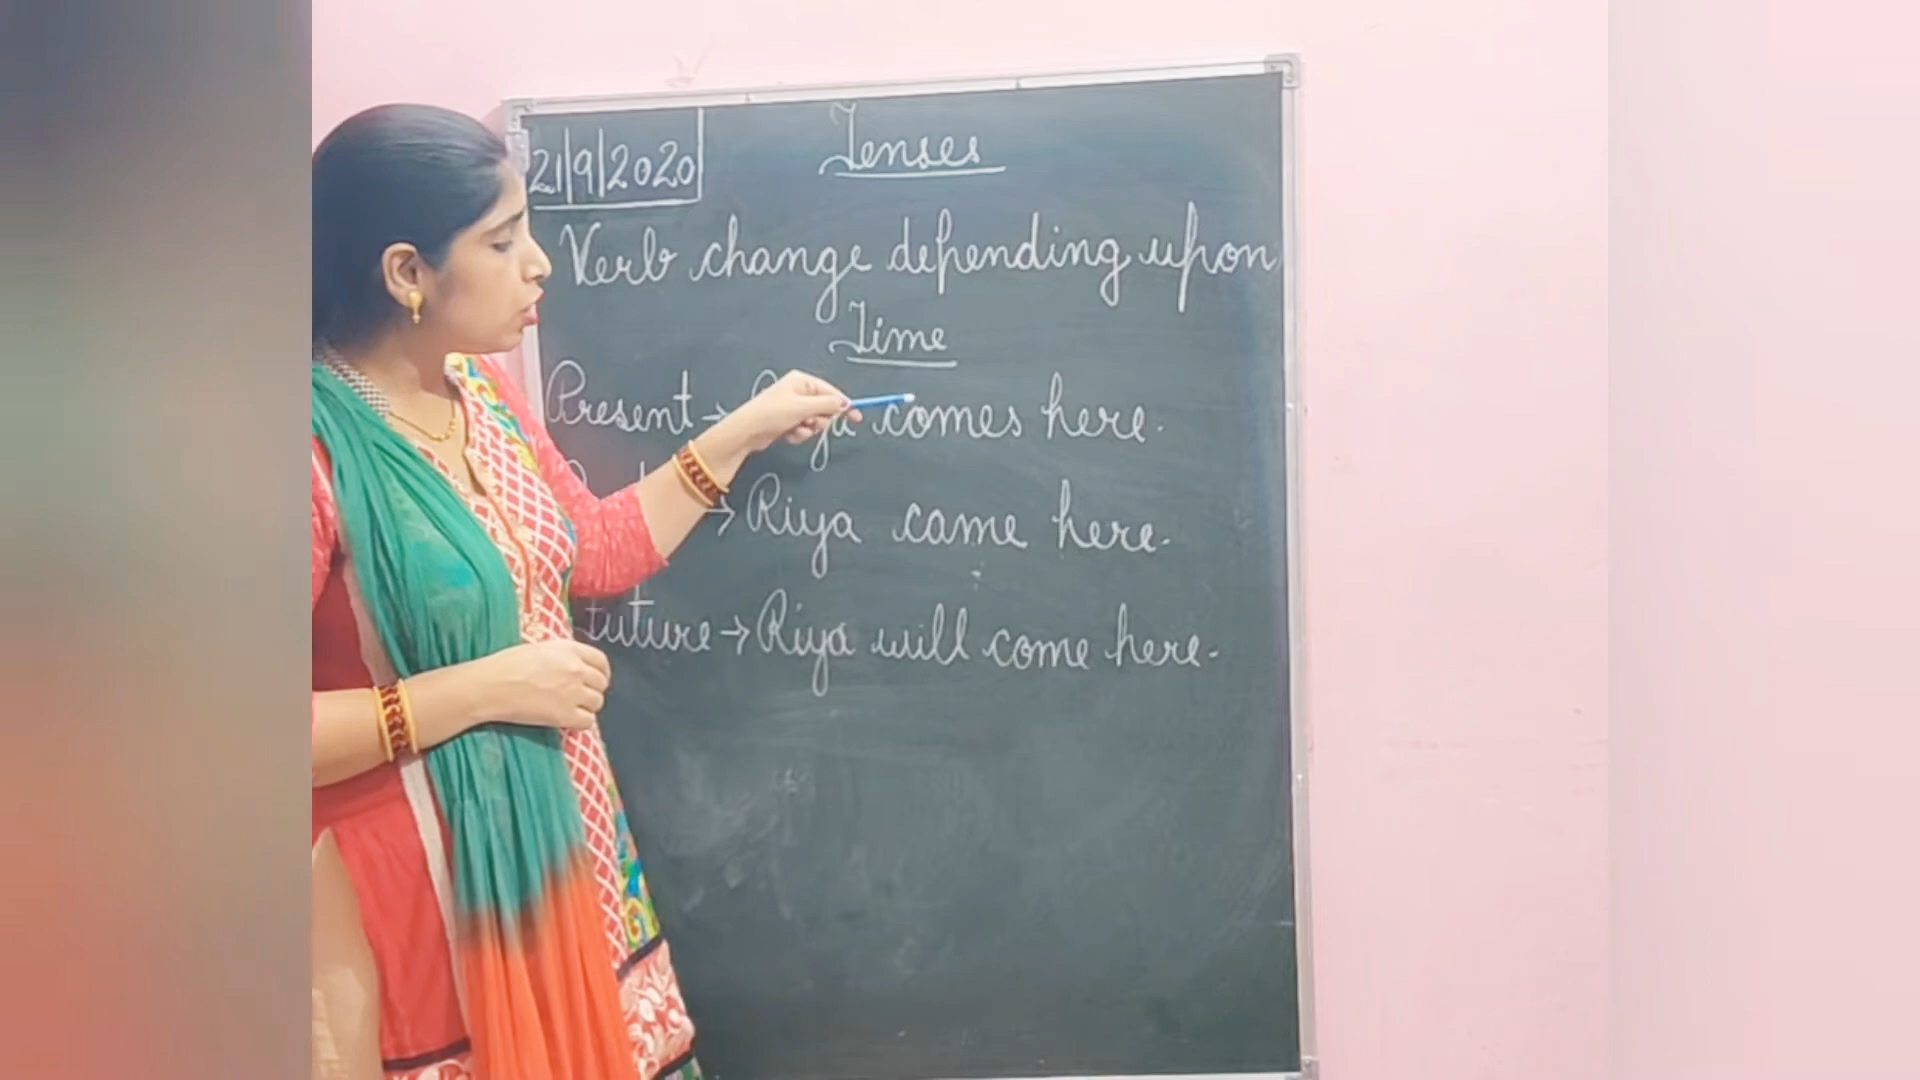 21/9/2020
Tenses
Verb change depending upon
Time
Present → comes here.
→ Riya came here.
Future → Riya will come here.